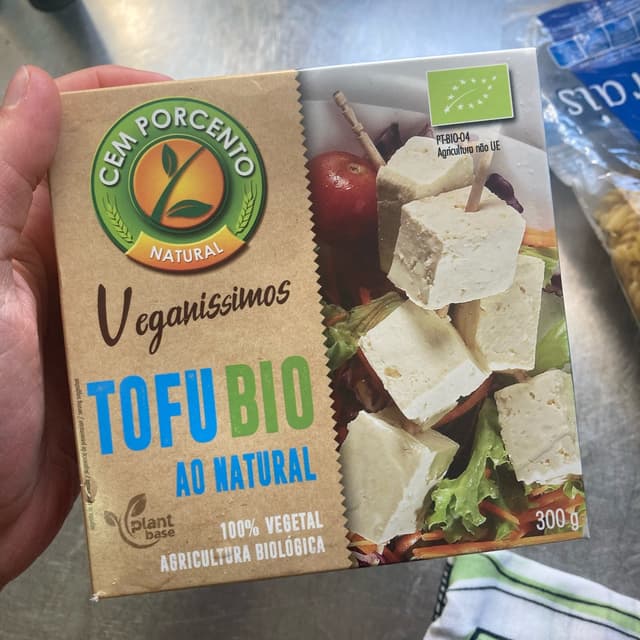 CEM PORCENTO
NATURAL
Veganissimos
TOFU BIO
AO NATURAL
plant
base
100% VEGETAL
AGRICULTURA BIOLÓGICA
PT-BIO-04
Agricultura não UE
300 g
rais